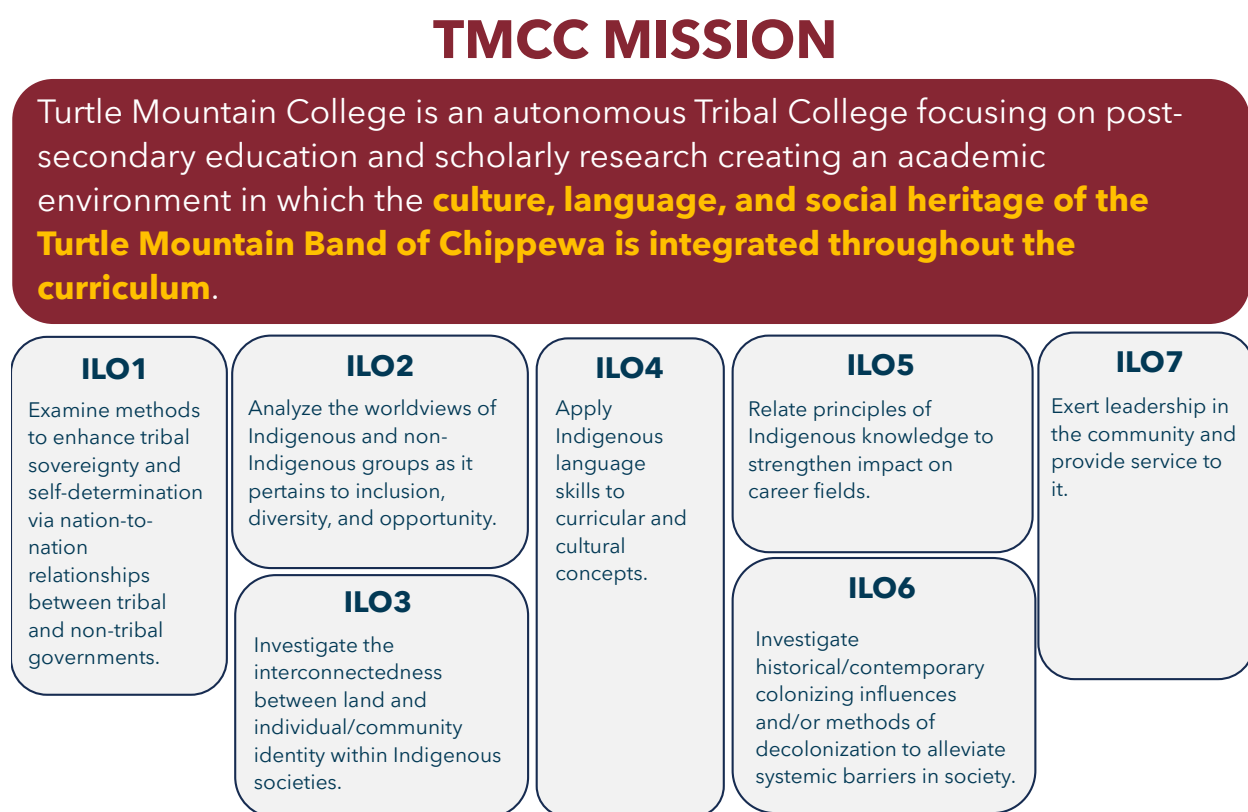 TMCC MISSION
Turtle Mountain College is an autonomous Tribal College focusing on post-
secondary education and scholarly research creating an academic
environment in which the culture, language, and social heritage of the
Turtle Mountain Band of Chippewa is integrated throughout the
curriculum.
ILO1
Examine methods
to enhance tribal
sovereignty and
self-determination
via nation-to-
nation
relationships
between tribal
and non-tribal
governments.
ILO2
Analyze the worldviews of
Indigenous and non-
Indigenous groups as it
pertains to inclusion,
diversity, and opportunity.
ILO3
Investigate the
interconnectedness
between land and
individual/community
identity within Indigenous
societies.
ILO4
Apply
Indigenous
language
skills to
curricular and
cultural
concepts.
ILO5
Relate principles of
Indigenous knowledge to
strengthen impact on
career fields.
ILO6
Investigate
historical/contemporary
colonizing influences
and/or methods of
decolonization to alleviate
systemic barriers in society.
ILO7
Exert leadership in
the community and
provide service to
it.